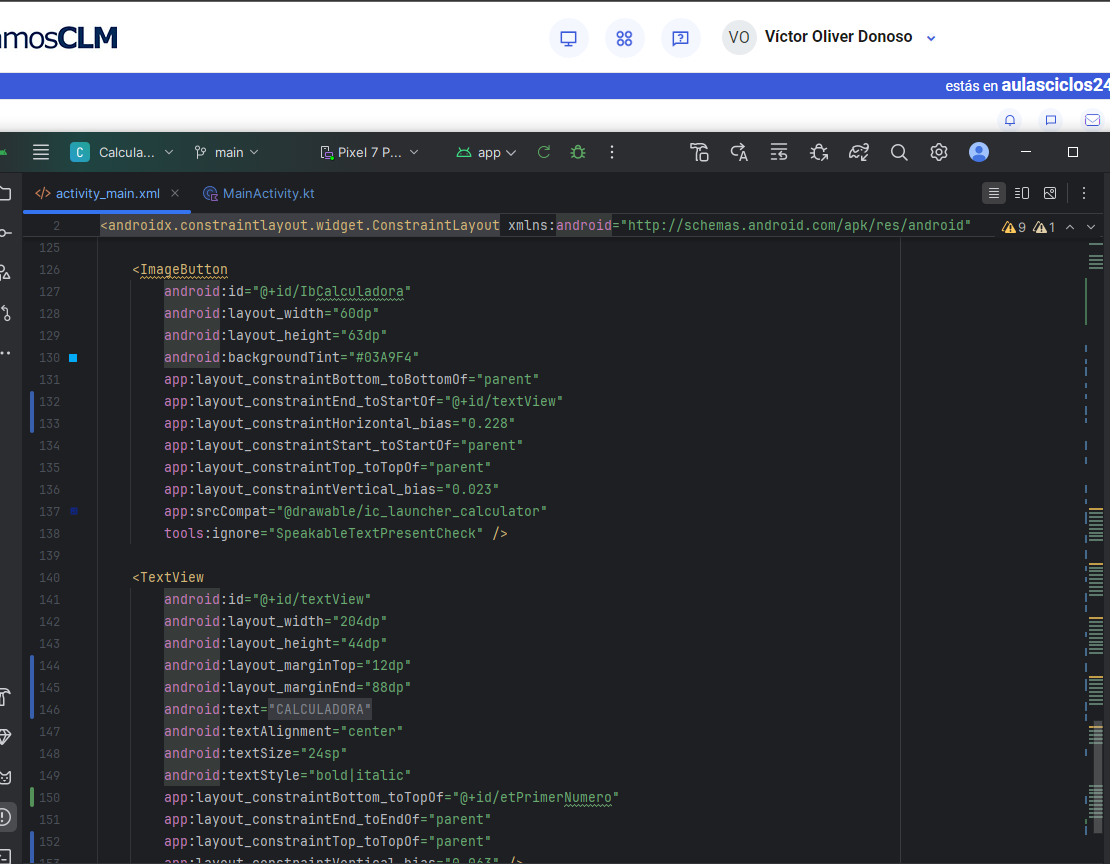 mosCLM
VO Víctor Oliver Donoso
estás en aulasciclos24
C Calcula... main Pixel 7 P... app
</> activity_main.xml MainActivity.kt
2 <androidx.constraintlayout.widget.ConstraintLayout xmlns:android="http://schemas.android.com/apk/res/android" 9 1
125
126 <ImageButton
127 android:id="@+id/IbCalculadora"
128 android:layout_width="60dp"
129 android:layout_height="63dp"
130 android:backgroundTint="#03A9F4"
131 app:layout_constraintBottom_toBottomOf="parent"
132 app:layout_constraintEnd_toStartOf="@+id/textView"
133 app:layout_constraintHorizontal_bias="0.228"
134 app:layout_constraintStart_toStartOf="parent"
135 app:layout_constraintTop_toTopOf="parent"
136 app:layout_constraintVertical_bias="0.023"
137 app:srcCompat="@drawable/ic_launcher_calculator"
138 tools:ignore="SpeakableTextPresentCheck" />
139
140 <TextView
141 android:id="@+id/textView"
142 android:layout_width="204dp"
143 android:layout_height="44dp"
144 android:layout_marginTop="12dp"
145 android:layout_marginEnd="88dp"
146 android:text="CALCULADORA"
147 android:textAlignment="center"
148 android:textSize="24sp"
149 android:textStyle="bold|italic"
150 app:layout_constraintBottom_toTopOf="@+id/etPrimerNumero"
151 app:layout_constraintEnd_toEndOf="parent"
152 app:layout_constraintTop_toTopOf="parent"
153 app:layout_constraintVertical_bias="0.063" />